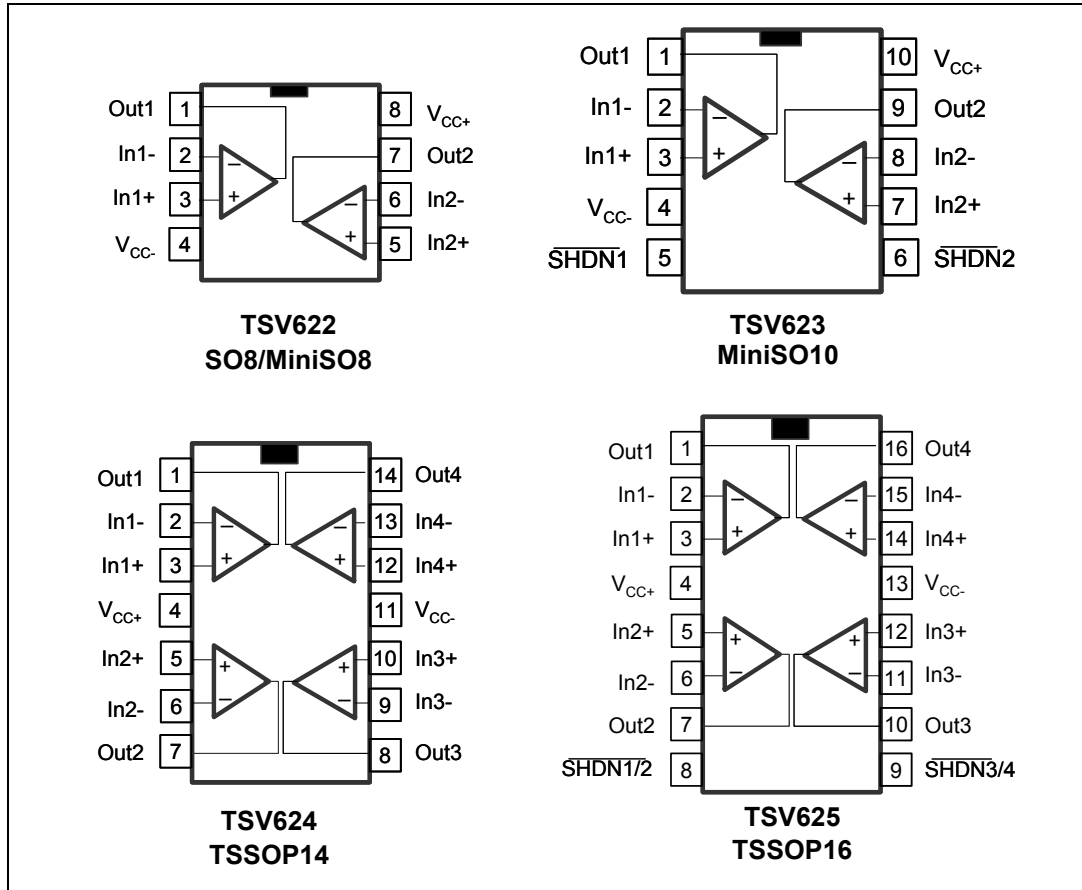 Out1 1 8 VCC+
In1- 2 − 7 Out2
In1+ 3 + − 6 In2-
VCC- 4 + 5 In2+
TSV622
SO8/MiniSO8
Out1 1 10 VCC+
In1- 2 − 9 Out2
In1+ 3 + − 8 In2-
VCC- 4 + 7 In2+
SHDN1 5 6 SHDN2
TSV623
MiniSO10
Out1 1 14 Out4
In1- 2 − − 13 In4-
In1+ 3 + + 12 In4+
VCC+ 4 11 VCC-
In2+ 5 + + 10 In3+
In2- 6 − − 9 In3-
Out2 7 8 Out3
TSV624
TSSOP14
Out1 1 16 Out4
In1- 2 − − 15 In4-
In1+ 3 + + 14 In4+
VCC+ 4 13 VCC-
In2+ 5 + + 12 In3+
In2- 6 − − 11 In3-
Out2 7 10 Out3
SHDN1/2 8 9 SHDN3/4
TSV625
TSSOP16